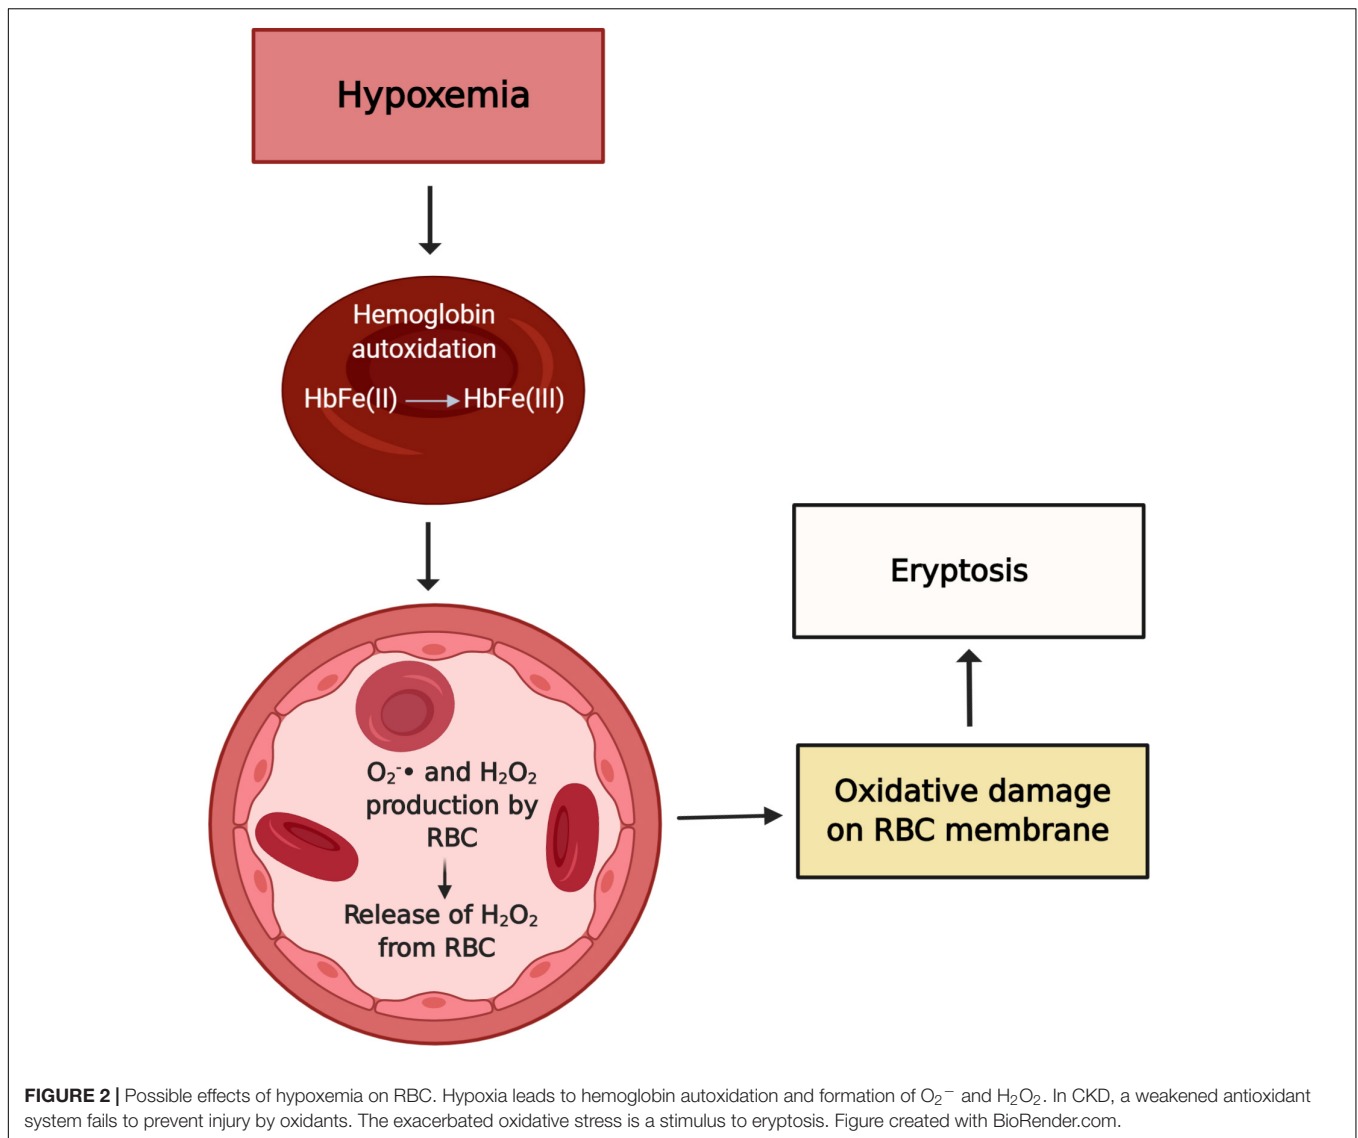 Hypoxemia
Hemoglobin
autoxidation
HbFe(II) → HbFe(III)
O₂⁻• and H₂O₂
production by
RBC
Release of H₂O₂
from RBC
Eryptosis
Oxidative damage
on RBC membrane
FIGURE 2 | Possible effects of hypoxemia on RBC. Hypoxia leads to hemoglobin autoxidation and formation of O₂⁻ and H₂O₂. In CKD, a weakened antioxidant
system fails to prevent injury by oxidants. The exacerbated oxidative stress is a stimulus to eryptosis. Figure created with BioRender.com.